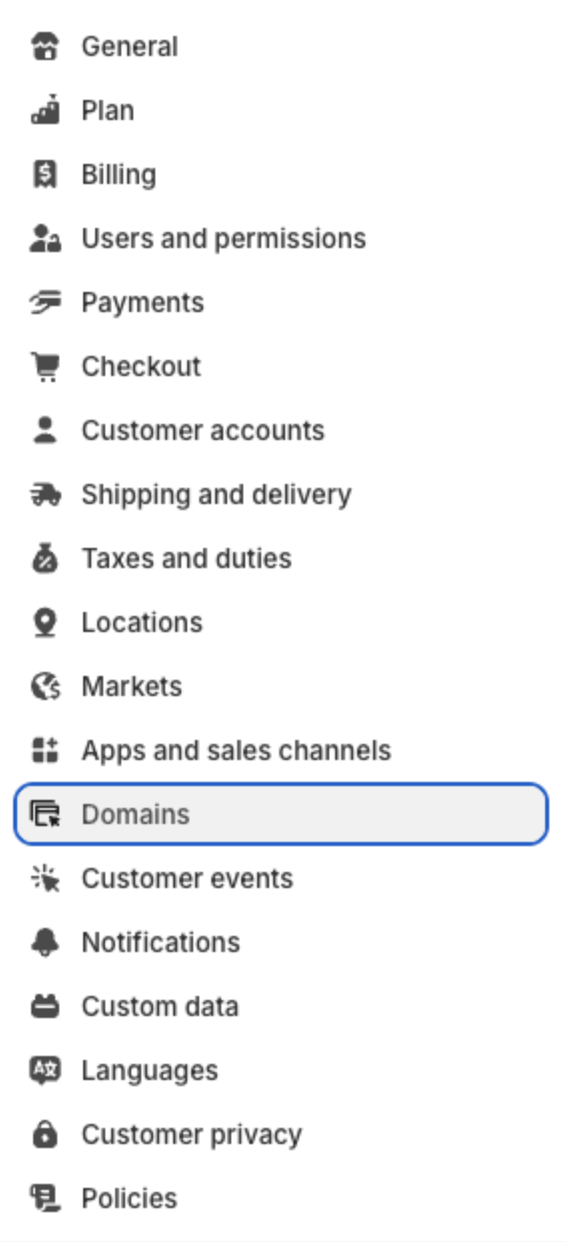 General
Plan
Billing
Users and permissions
Payments
Checkout
Customer accounts
Shipping and delivery
Taxes and duties
Locations
Markets
Apps and sales channels
Domains
Customer events
Notifications
Custom data
Languages
Customer privacy
Policies